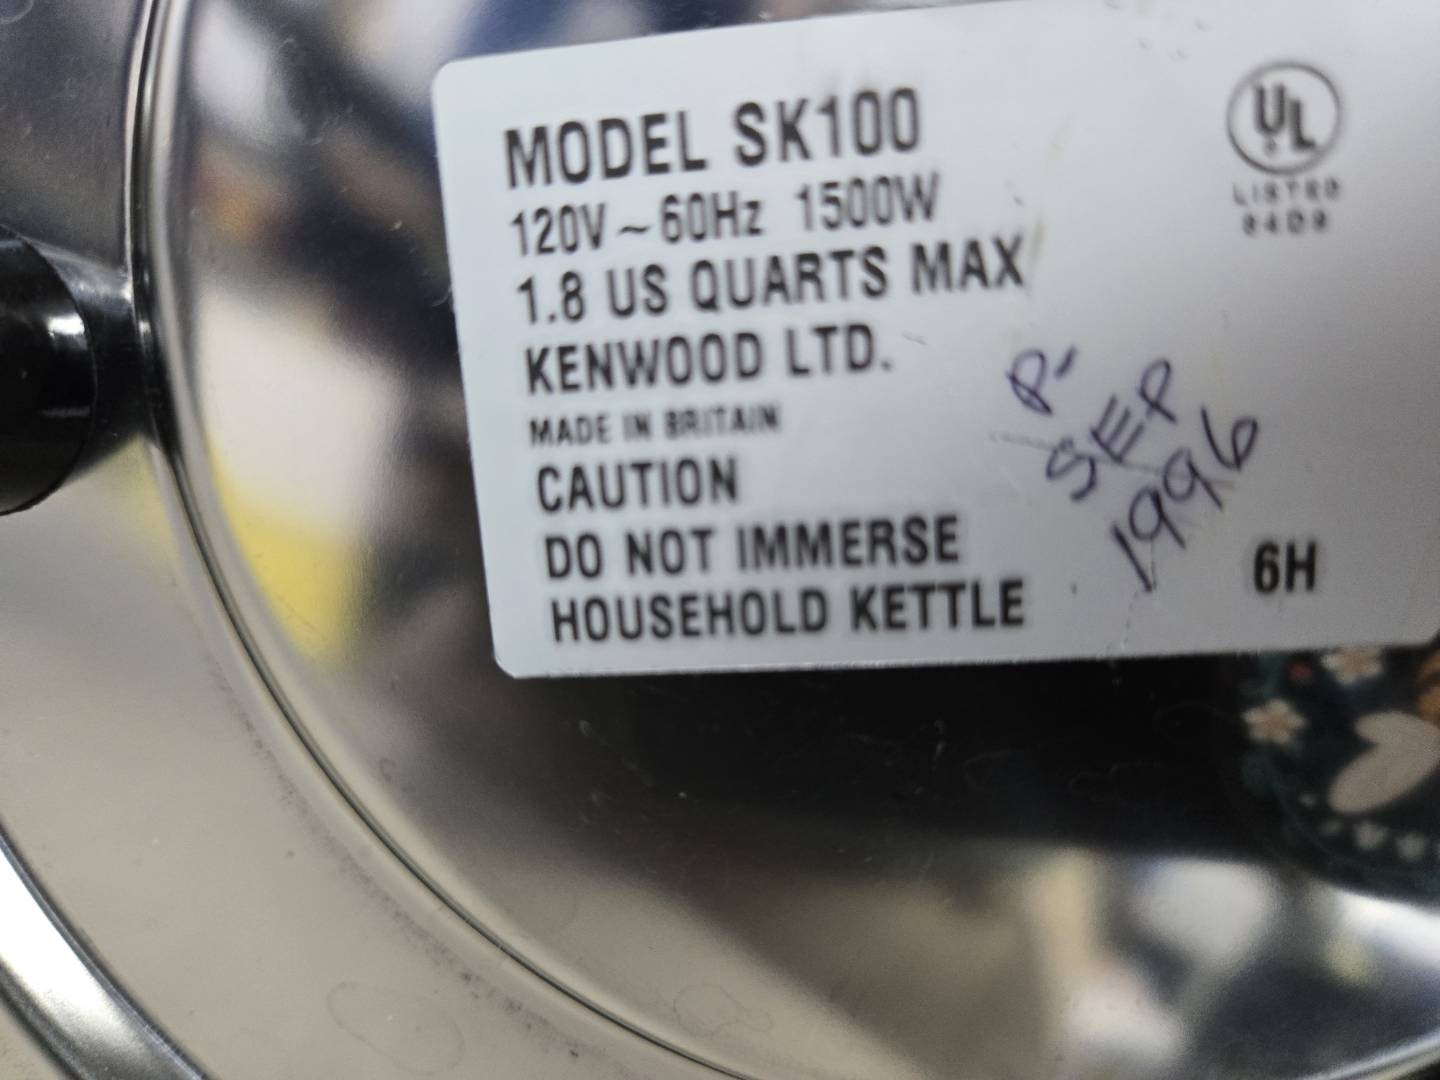 MODEL SK100
120V ~ 60Hz 1500W
1.8 US QUARTS MAX
KENWOOD LTD.
MADE IN BRITAIN
CAUTION
DO NOT IMMERSE
HOUSEHOLD KETTLE
UL
LISTED
P-
SEP
1996
6H